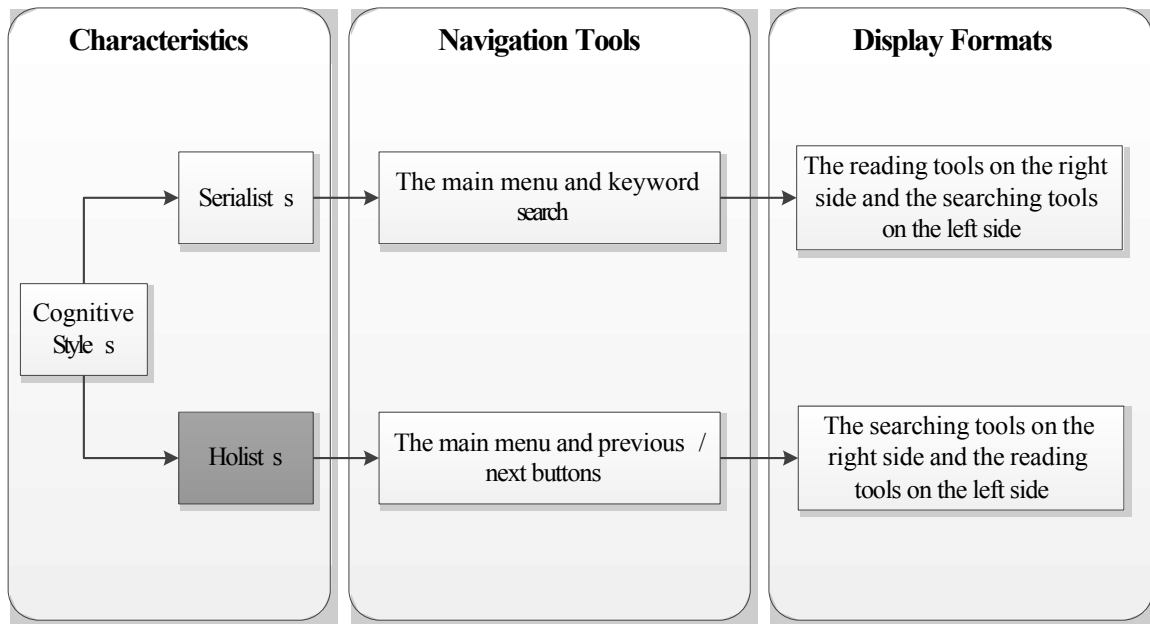 Characteristics
Navigation Tools
Display Formats
Serialist s
The main menu and keyword
search
The reading tools on the right
side and the searching tools
on the left side
Cognitive
Style s
Holist s
The main menu and previous /
next buttons
The searching tools on the
right side and the reading
tools on the left side